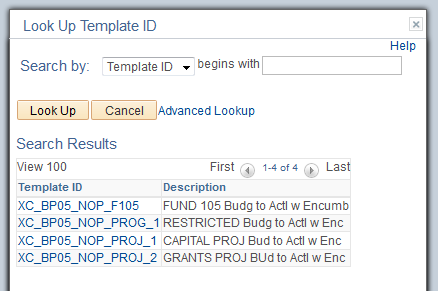 Look Up Template ID
Help
Search by: Template ID begins with
Look Up Cancel Advanced Lookup
Search Results
View 100 First 1-4 of 4 Last
Template ID Description
XC_BP05_NOP_F105 FUND 105 Budg to Actl w Encumb
XC_BP05_NOP_PROG_1 RESTRICTED Budg to Actl w Enc
XC_BP05_NOP_PROJ_1 CAPITAL PROJ Bud to Actl w Enc
XC_BP05_NOP_PROJ_2 GRANTS PROJ BUd to Actl w Enc